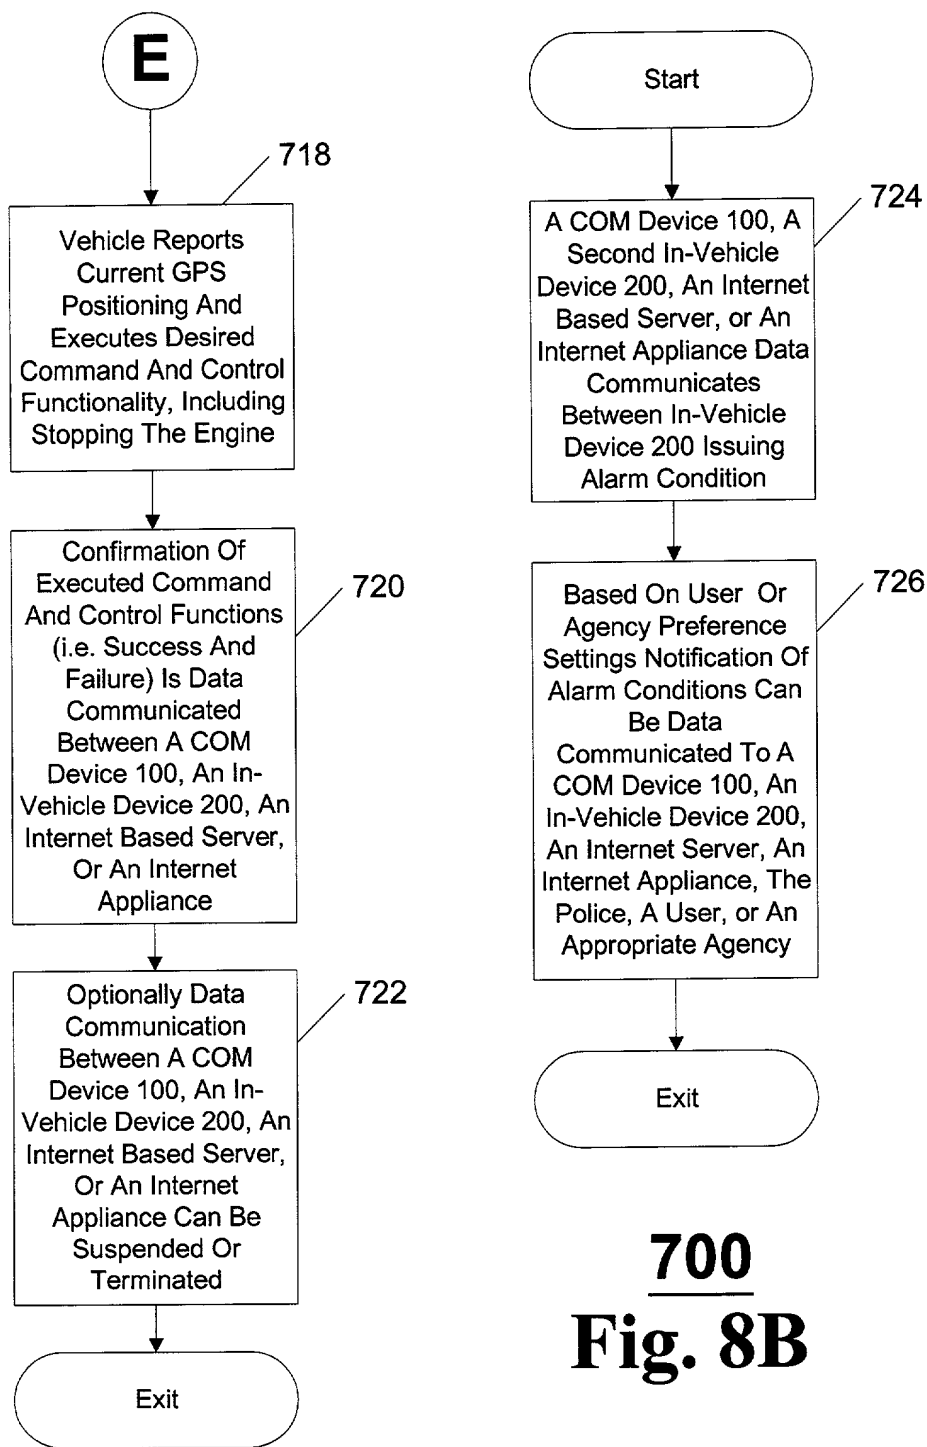 E
718
Vehicle Reports
Current GPS
Positioning And
Executes Desired
Command And Control
Functionality, Including
Stopping The Engine
Confirmation Of
Executed Command
And Control Functions
(i.e. Success And
Failure) Is Data
Communicated
Between A COM
Device 100, An In-
Vehicle Device 200, An
Internet Based Server,
Or An Internet
Appliance
720
Optionally Data
Communication
Between A COM
Device 100, An In-
Vehicle Device 200, An
Internet Based Server,
Or An Internet
Appliance Can Be
Suspended Or
Terminated
722
Exit
Start
724
A COM Device 100, A
Second In-Vehicle
Device 200, An Internet
Based Server, or An
Internet Appliance Data
Communicates
Between In-Vehicle
Device 200 Issuing
Alarm Condition
726
Based On User Or
Agency Preference
Settings Notification Of
Alarm Conditions Can
Be Data
Communicated To A
COM Device 100, An
In-Vehicle Device 200,
An Internet Server, An
Internet Appliance, The
Police, A User, or An
Appropriate Agency
Exit
700
Fig. 8B